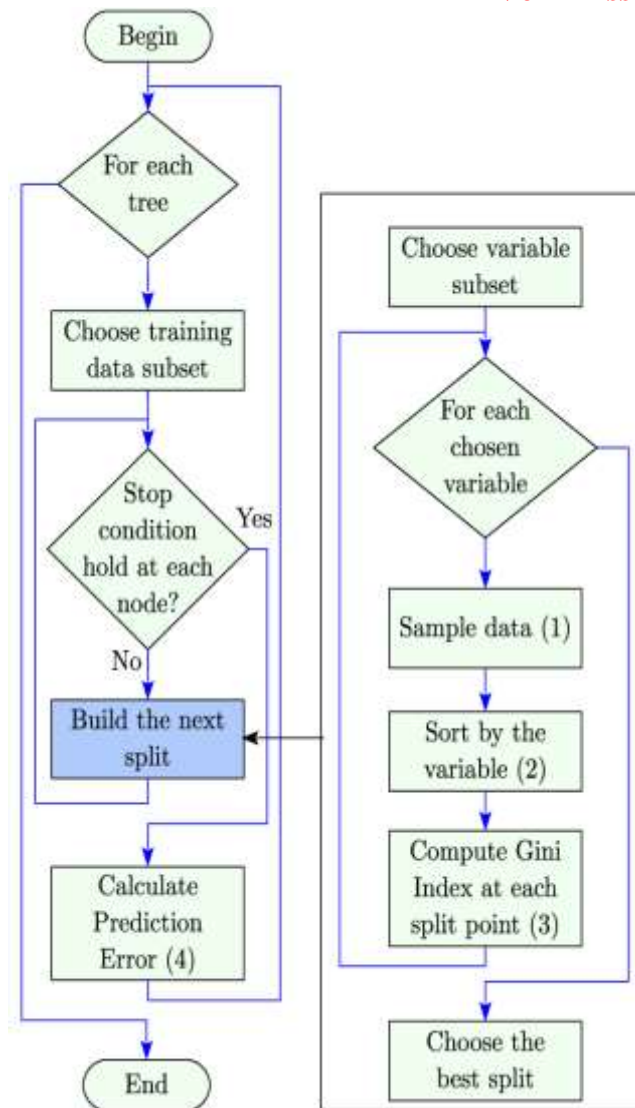 Begin
For each
tree
Choose training
data subset
Stop
condition
hold at each
node?
Yes
No
Build the next
split
Calculate
Prediction
Error (4)
End
Choose variable
subset
For each
chosen
variable
Sample data (1)
Sort by the
variable (2)
Compute Gini
Index at each
split point (3)
Choose the
best split